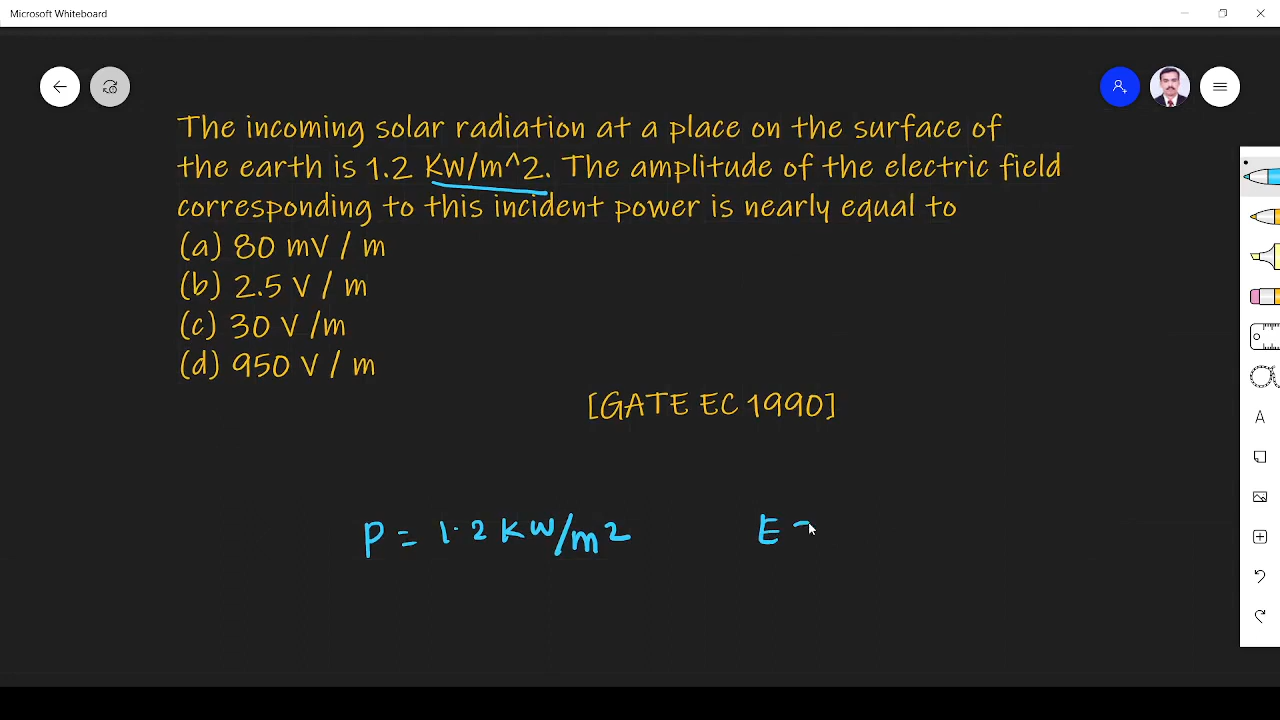 Microsoft Whiteboard
The incoming solar radiation at a place on the surface of
the earth is 1.2 KW/m^2. The amplitude of the electric field
corresponding to this incident power is nearly equal to
(a) 80 mV / m
(b) 2.5 V / m
(c) 30 V /m
(d) 950 V / m
[GATE EC 1990]
P = 1.2 KW/m2 E -
A